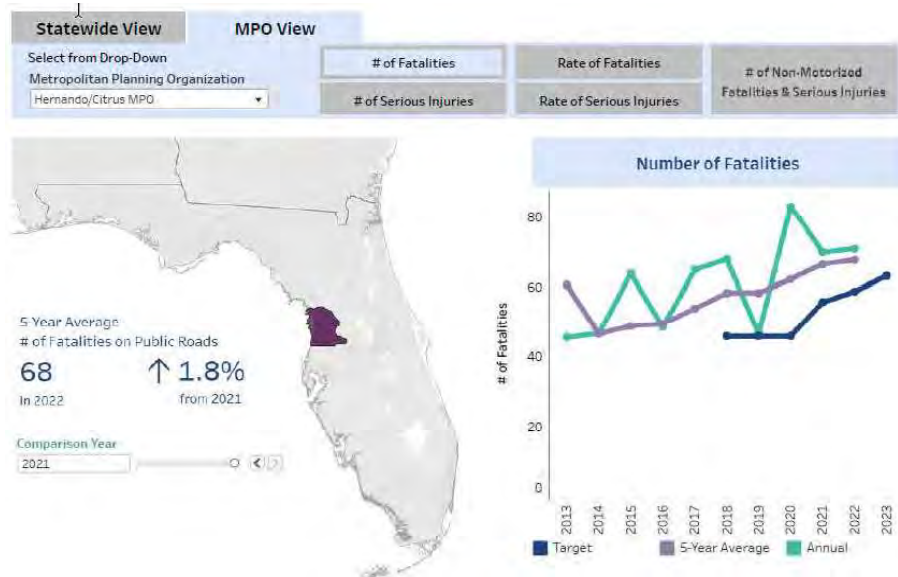 Statewide View
MPO View
Select from Drop-Down
Metropolitan Planning Organization
Hernando/Citrus MPO
# of Fatalities
Rate of Fatalities
# of Non-Motorized
Fatalities & Serious Injuries
# of Serious Injuries
Rate of Serious Injuries
5-Year Average
# of Fatalities on Public Roads
68
↑ 1.8%
in 2022
from 2021
Comparison Year
2021
Number of Fatalities
# of Fatalities
80
60
40
20
0
2013
2014
2015
2016
2017
2018
2019
2020
2021
2022
2023
Target
5-Year Average
Annual